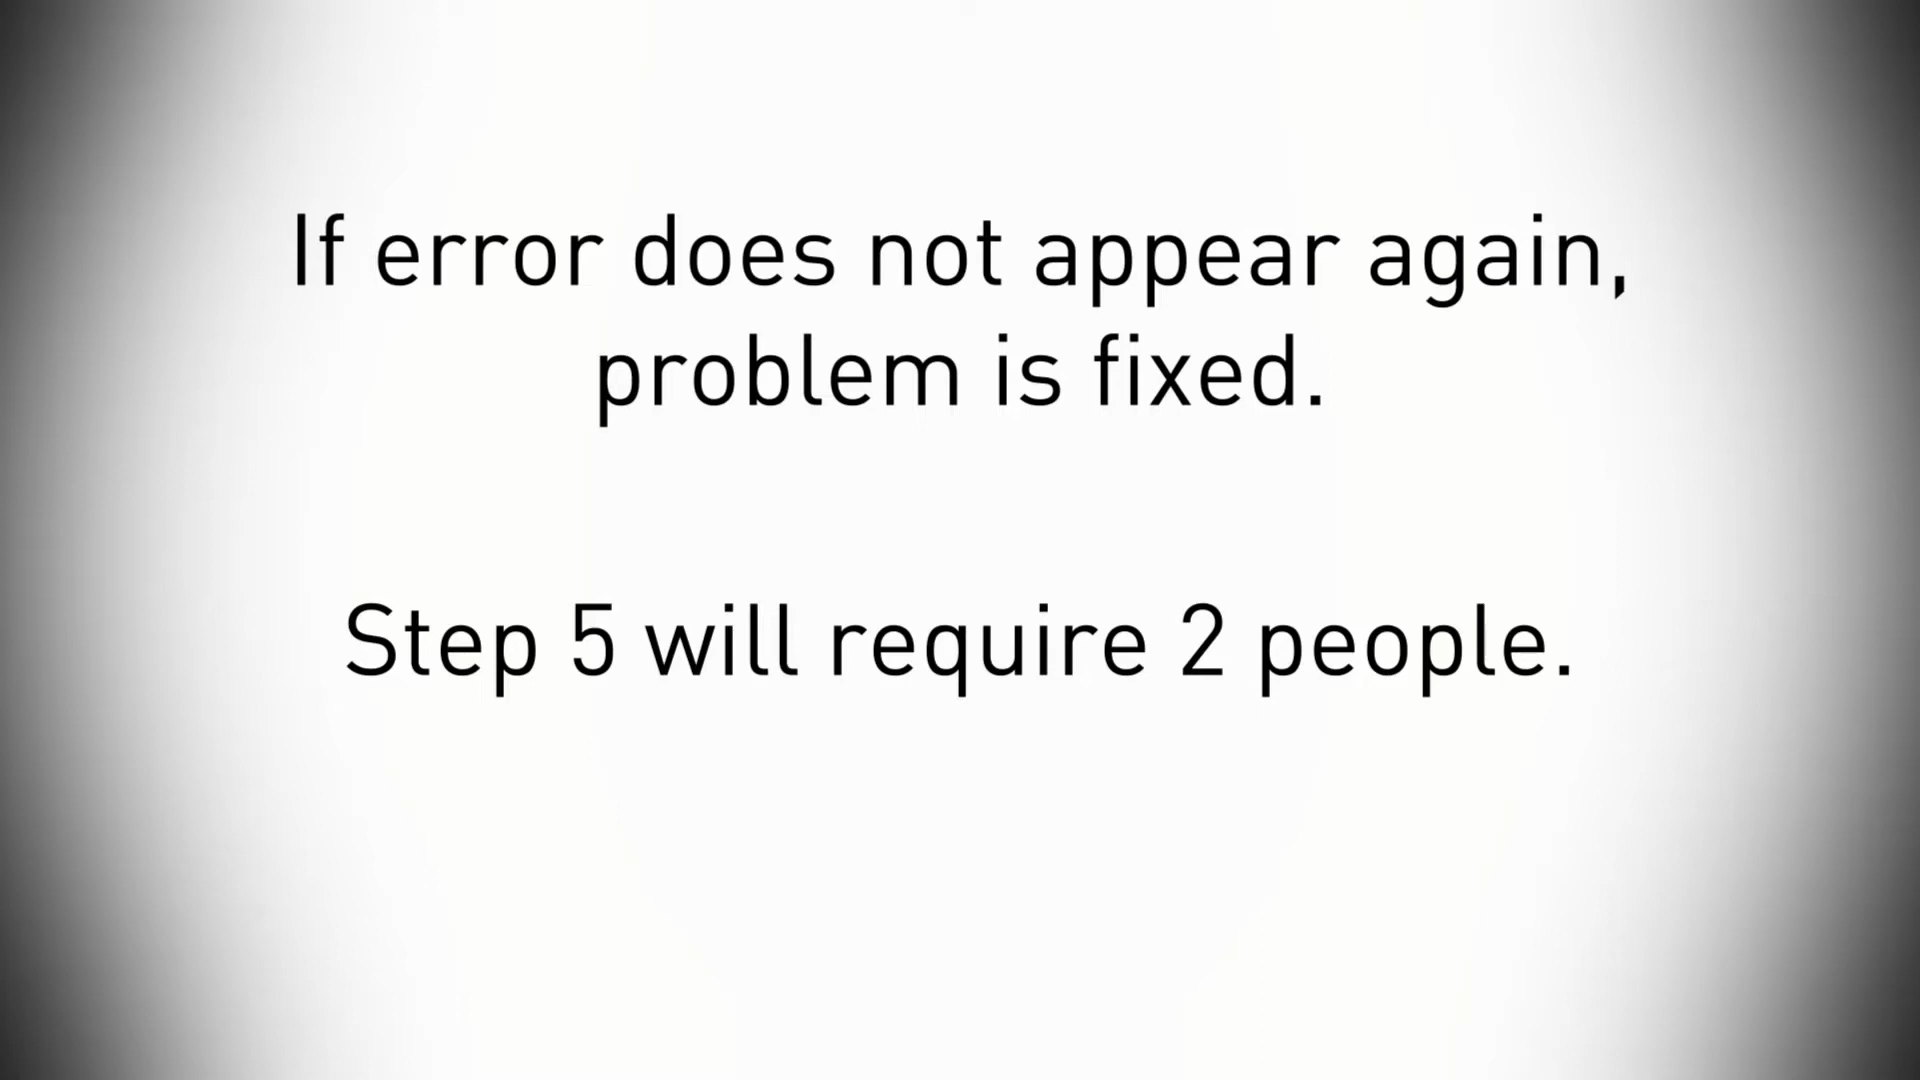 If error does not appear again,
problem is fixed.
Step 5 will require 2 people.